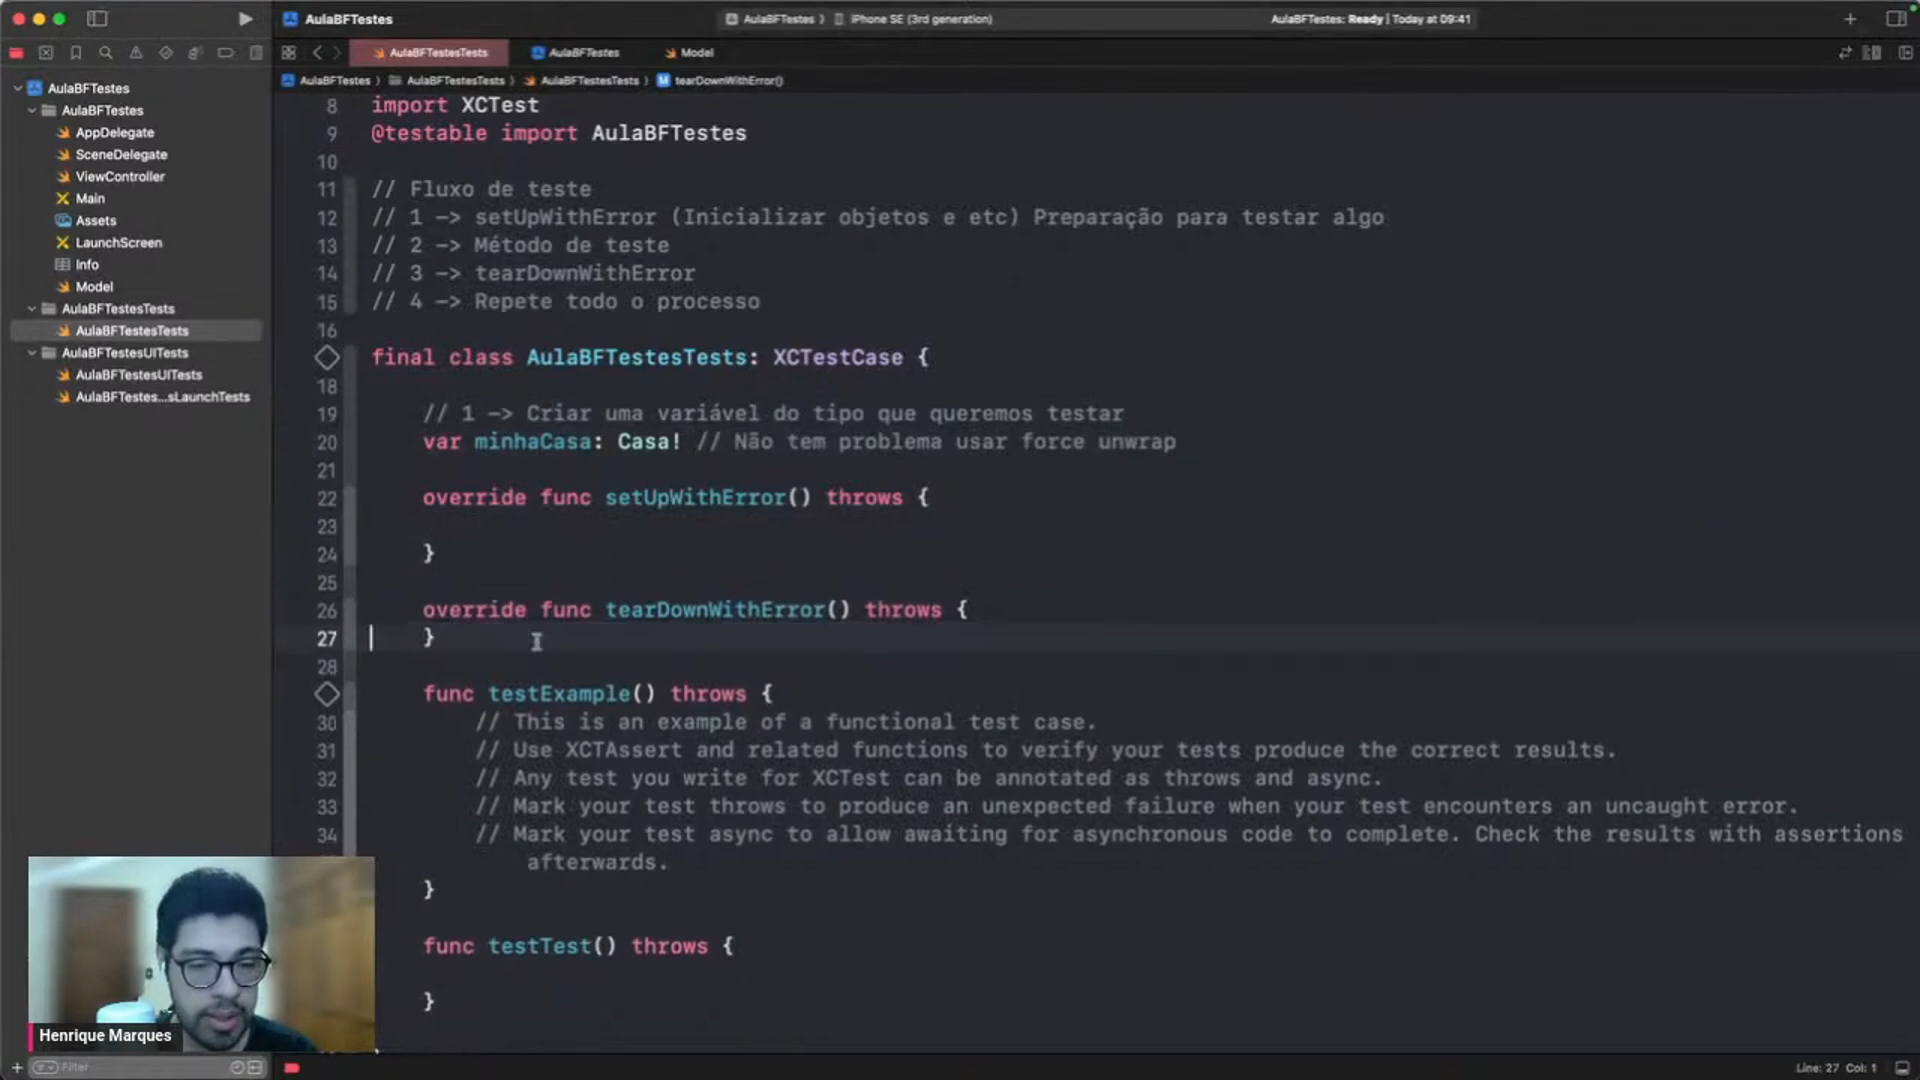 AulaBFTestes
AulaBFTestes
iPhone SE (3rd generation)
AulaBFTestes: Ready | Today at 09:41
AulaBFTestesTests
AulaBFTestes
Model
AulaBFTestes
AulaBFTestesTests
AulaBFTestesTests
M tearDownWithError()
AulaBFTestes
AulaBFTestes
AppDelegate
SceneDelegate
ViewController
Main
Assets
LaunchScreen
Info
Model
AulaBFTestesTests
AulaBFTestesTests
AulaBFTestesUITests
AulaBFTestesUITests
AulaBFTestes...sLaunchTests
8 import XCTest
9 @testable import AulaBFTestes
10
11 // Fluxo de teste
12 // 1 -> setUpWithError (Inicializar objetos e etc) Preparação para testar algo
13 // 2 -> Método de teste
14 // 3 -> tearDownWithError
15 // 4 -> Repete todo o processo
16
final class AulaBFTestesTests: XCTestCase {
18
19 // 1 -> Criar uma variável do tipo que queremos testar
20 var minhaCasa: Casa! // Não tem problema usar force unwrap
21
22 override func setUpWithError() throws {
23
24 }
25
26 override func tearDownWithError() throws {
27 }
28
func testExample() throws {
30 // This is an example of a functional test case.
31 // Use XCTAssert and related functions to verify your tests produce the correct results.
32 // Any test you write for XCTest can be annotated as throws and async.
33 // Mark your test throws to produce an unexpected failure when your test encounters an uncaught error.
34 // Mark your test async to allow awaiting for asynchronous code to complete. Check the results with assertions
afterwards.
}
func testTest() throws {
}
Henrique Marques
Filter
Line: 27 Col: 1